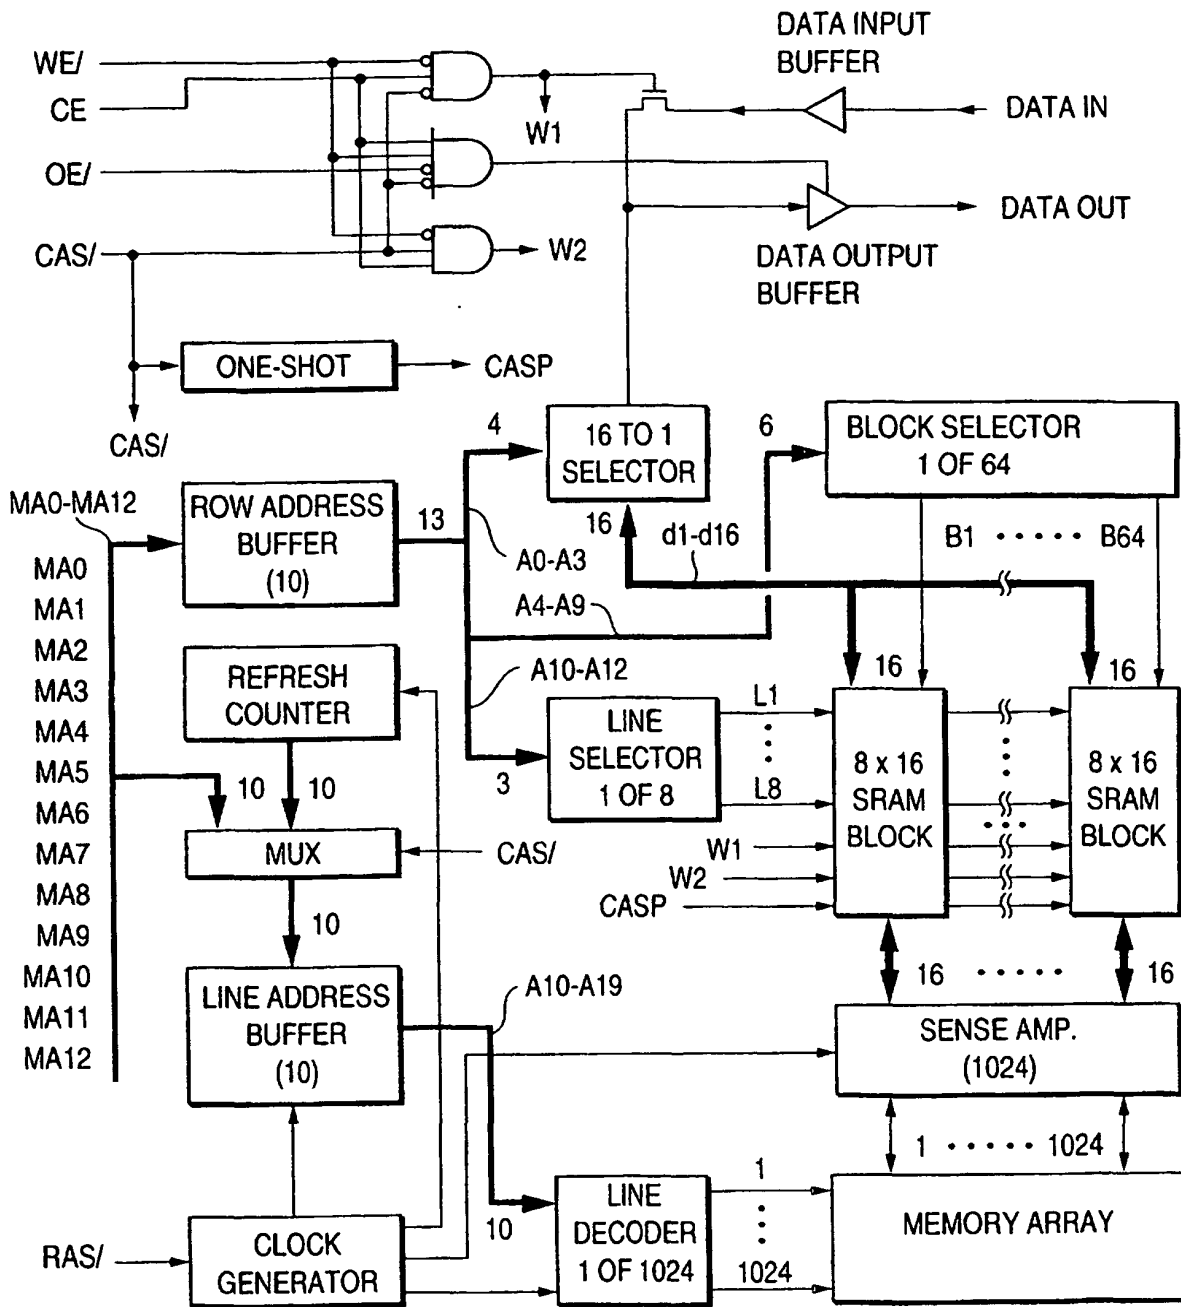 DATA INPUT
BUFFER
WE/
CE
W1
DATA IN
OE/
DATA OUT
CAS/
W2
DATA OUTPUT
BUFFER
ONE-SHOT
CASP
CAS/
4
16 TO 1
SELECTOR
6
BLOCK SELECTOR
1 OF 64
MA0-MA12
ROW ADDRESS
BUFFER
(10)
13
16
d1-d16
B1 ..... B64
A0-A3
A4-A9
MA0
MA1
MA2
MA3
MA4
MA5
MA6
MA7
MA8
MA9
MA10
MA11
MA12
REFRESH
COUNTER
A10-A12
16
16
LINE
SELECTOR
1 OF 8
L1
L8
3
8 x 16
SRAM
BLOCK
8 x 16
SRAM
BLOCK
10
10
MUX
CAS/
W1
W2
CASP
10
16 ..... 16
LINE ADDRESS
BUFFER
(10)
A10-A19
SENSE AMP.
(1024)
1 ..... 1024
10
LINE
DECODER
1 OF 1024
1
1024
MEMORY ARRAY
RAS/
CLOCK
GENERATOR